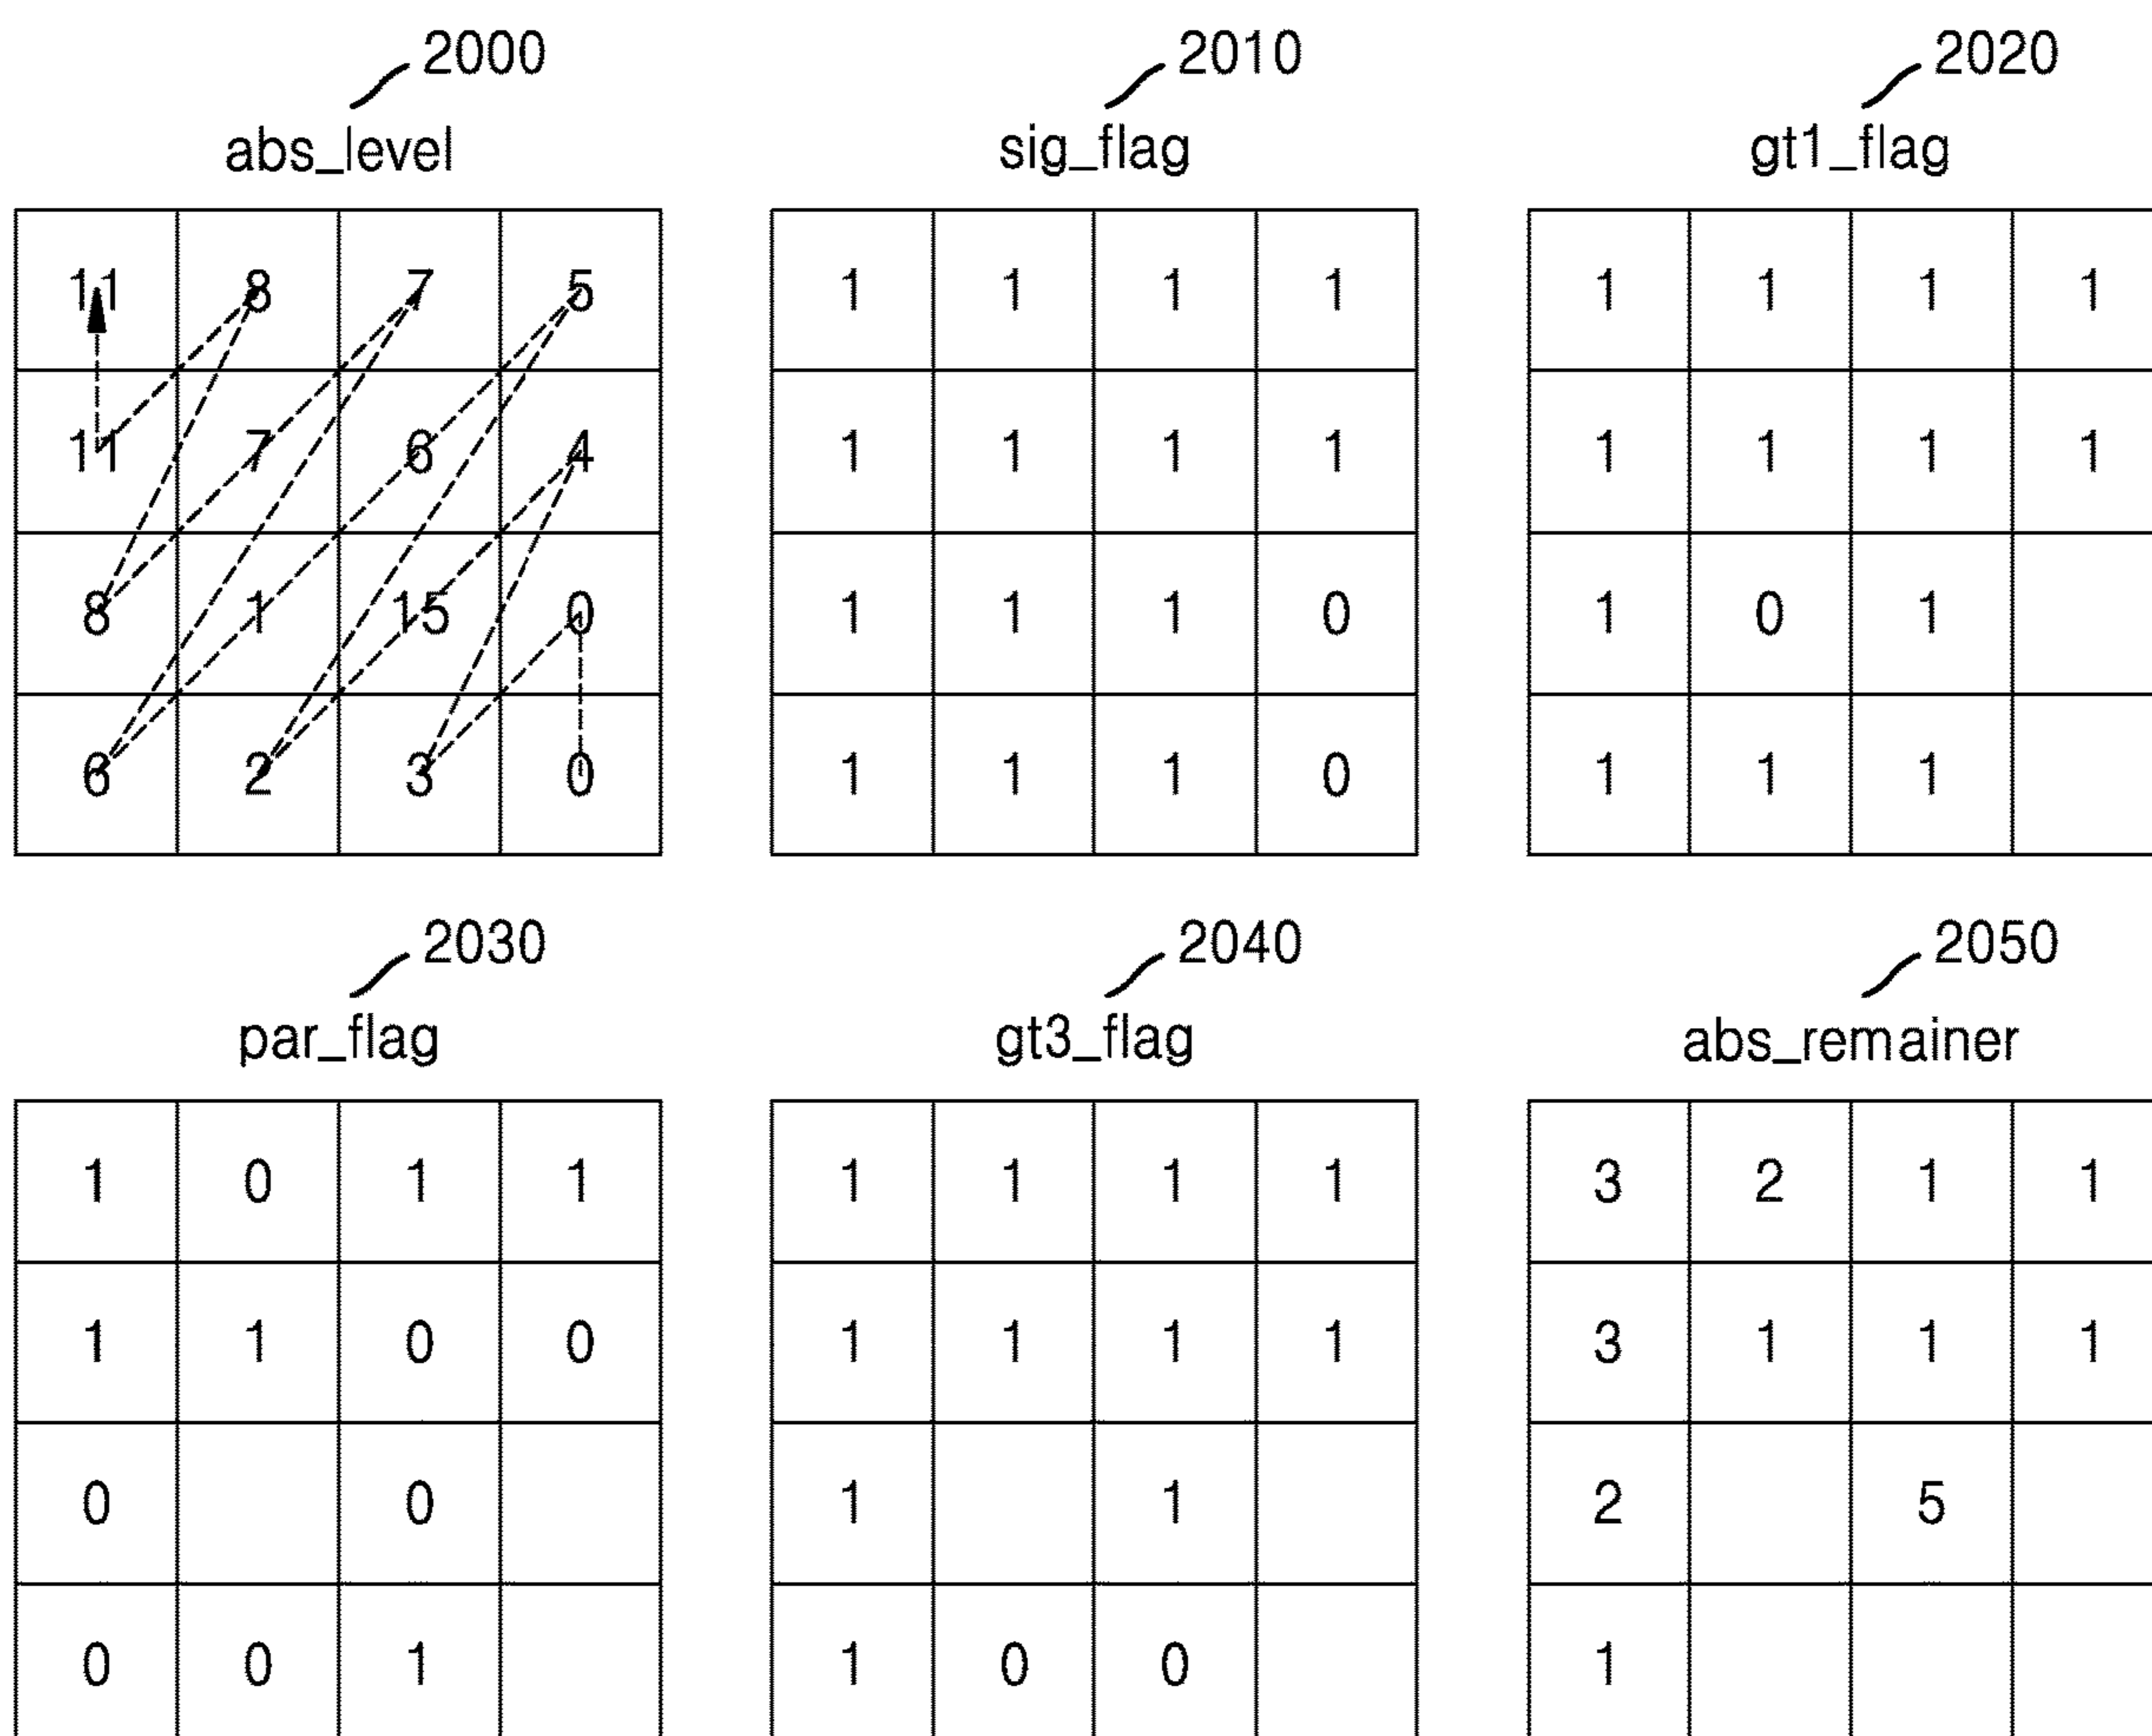 2000 2010 2020
abs_level sig_flag gt1_flag
11 8 7 5 1 1 1 1 1 1 1 1
11 7 6 4 1 1 1 1 1 1 1 1
8 1 15 0 1 1 1 0 1 0 1
6 2 3 0 1 1 1 0 1 1 1
2030 2040 2050
par_flag gt3_flag abs_remainer
1 0 1 1 1 1 1 1 3 2 1 1
1 1 0 0 1 1 1 1 3 1 1 1
0 0 1 1 2 5
0 0 1 1 0 0 1